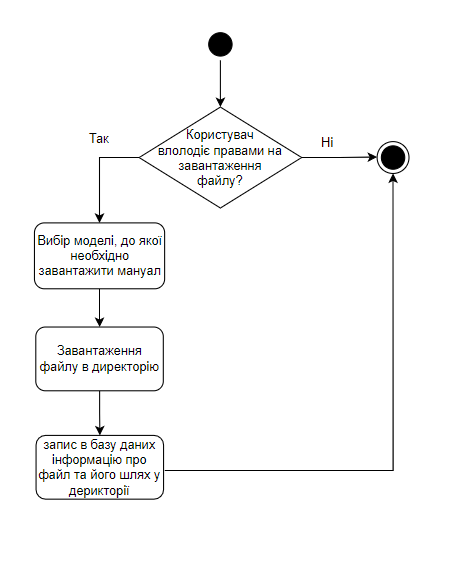 Користувач
влолодіє правами на
завантаження
файлу?
Так
Ні
Вибір моделі, до якої
необхідно
завантажити мануал
Завантаження
файлу в директорію
запис в базу даних
інформацію про
файл та його шлях у
дерикторії